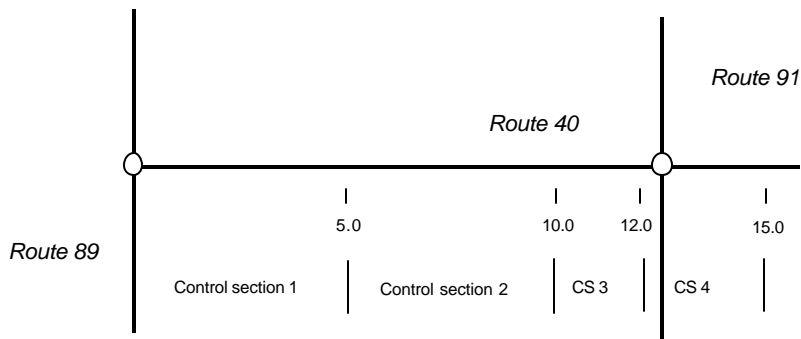 Route 91
Route 40
5.0
10.0
12.0
15.0
Route 89
Control section 1
Control section 2
CS 3
CS 4